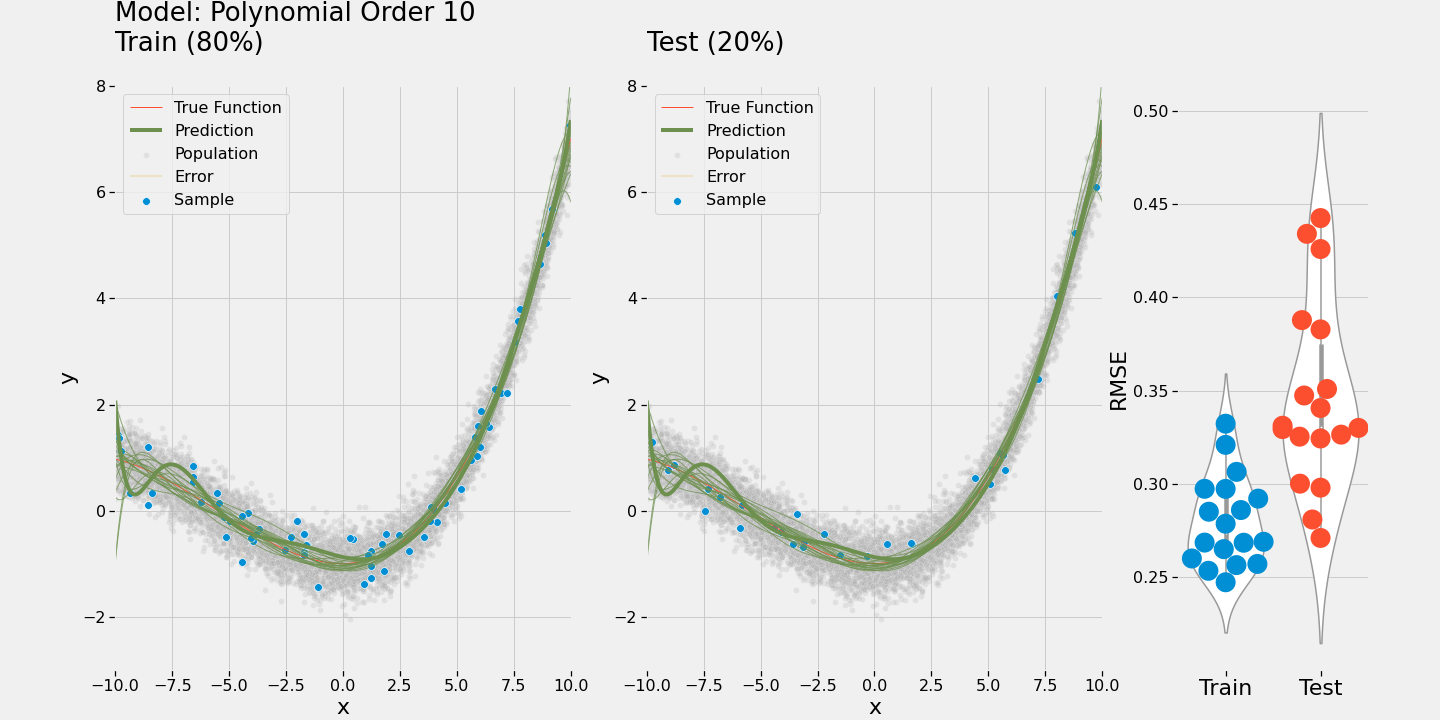 Model: Polynomial Order 10
Train (80%)
Test (20%)
8
6
4
2
0
−2
y
True Function
Prediction
Population
Error
Sample
−10.0 −7.5 −5.0 −2.5 0.0 2.5 5.0 7.5 10.0
x
8
6
4
2
0
−2
y
True Function
Prediction
Population
Error
Sample
−10.0 −7.5 −5.0 −2.5 0.0 2.5 5.0 7.5 10.0
x
0.50
0.45
0.40
0.35
0.30
0.25
RMSE
Train Test